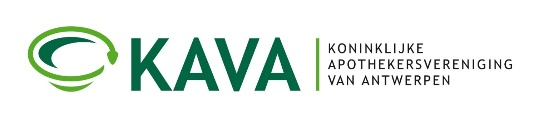 KAVA
KONINKLIJKE
APOTHEKERSVERENIGING
VAN ANTWERPEN